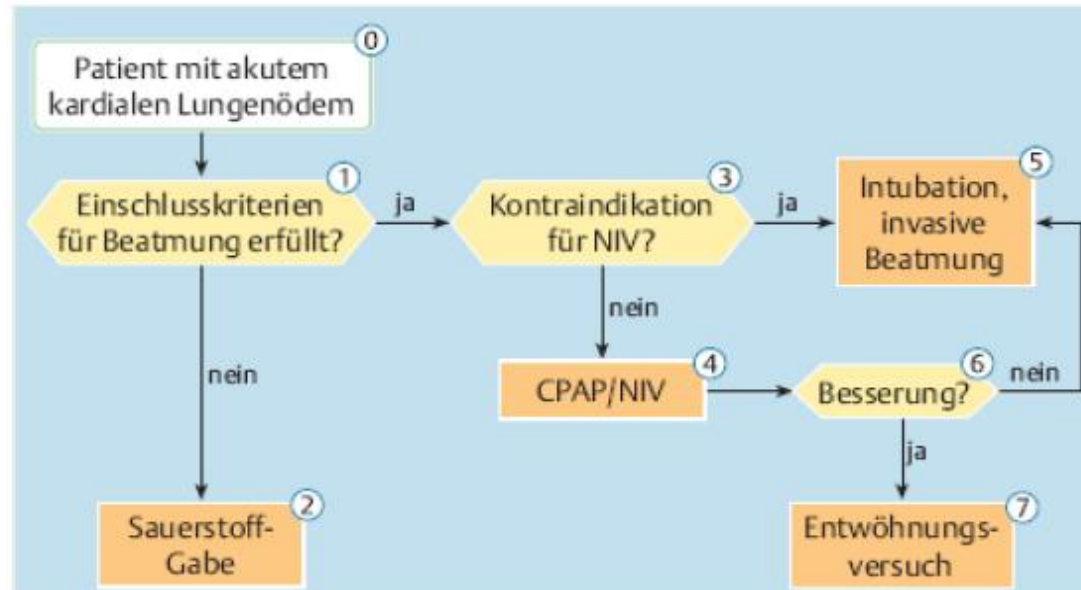 0
Patient mit akutem
kardialen Lungenödem
1
Einschlusskriterien
für Beatmung erfüllt?
ja
nein
2
Sauerstoff-
Gabe
3
Kontraindikation
für NIV?
ja
nein
4
CPAP/NIV
5
Intubation,
invasive
Beatmung
6
Besserung?
nein
ja
7
Entwöhnungs-
versuch